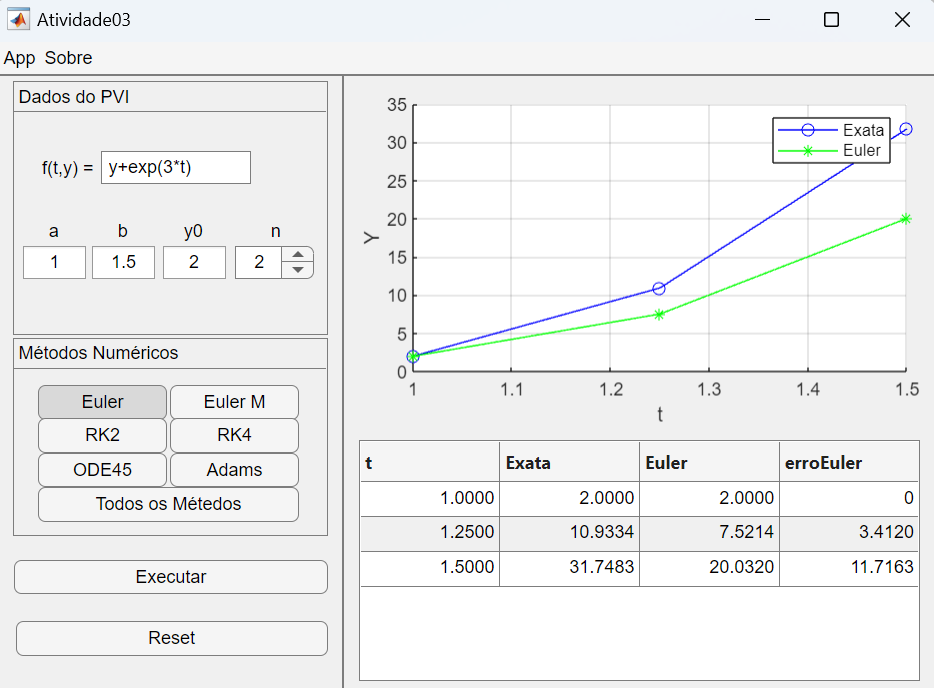 Atividade03
App Sobre
Dados do PVI
f(t,y) = y+exp(3*t)
a b y0 n
1 1.5 2 2
Métodos Numéricos
Euler Euler M
RK2 RK4
ODE45 Adams
Todos os Métedos
Executar
Reset
35
30
25
20
15
10
5
0
Y
1 1.1 1.2 1.3 1.4 1.5
t
Exata
Euler
t Exata Euler erroEuler
1.0000 2.0000 2.0000 0
1.2500 10.9334 7.5214 3.4120
1.5000 31.7483 20.0320 11.7163